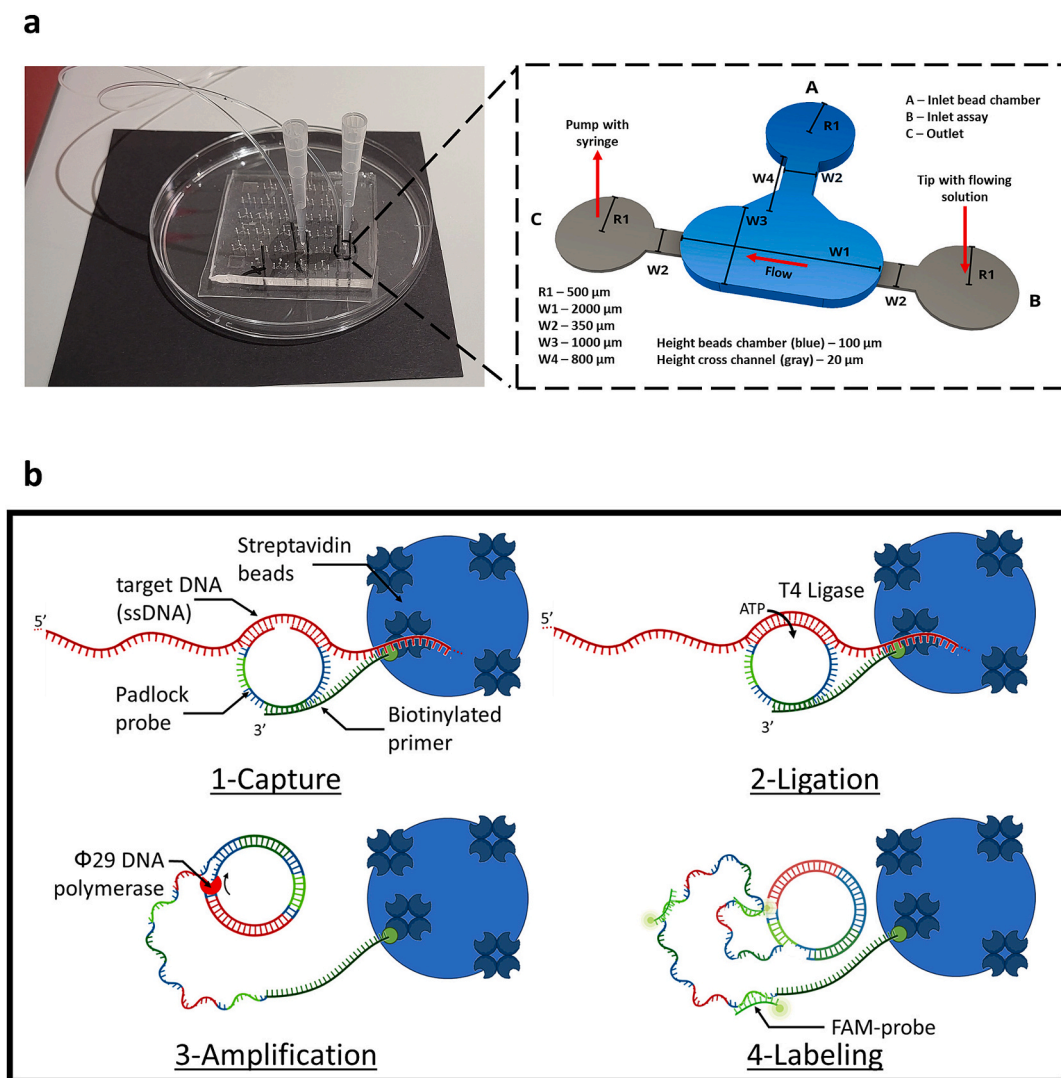 a
A
A – Inlet bead chamber
B – Inlet assay
C – Outlet
Pump with
syringe
R1
W4
W2
Tip with flowing
solution
C
R1
W3
R1
W1
W2
Flow
W2
B
R1 – 500 μm
W1 – 2000 μm
W2 – 350 μm
W3 – 1000 μm
W4 – 800 μm
Height beads chamber (blue) – 100 μm
Height cross channel (gray) – 20 μm
b
Streptavidin
beads
target DNA
(ssDNA)
5’
Padlock
probe
3’
Biotinylated
primer
1-Capture
T4 Ligase
ATP
5’
3’
2-Ligation
Φ29 DNA
polymerase
3-Amplification
FAM-probe
4-Labeling